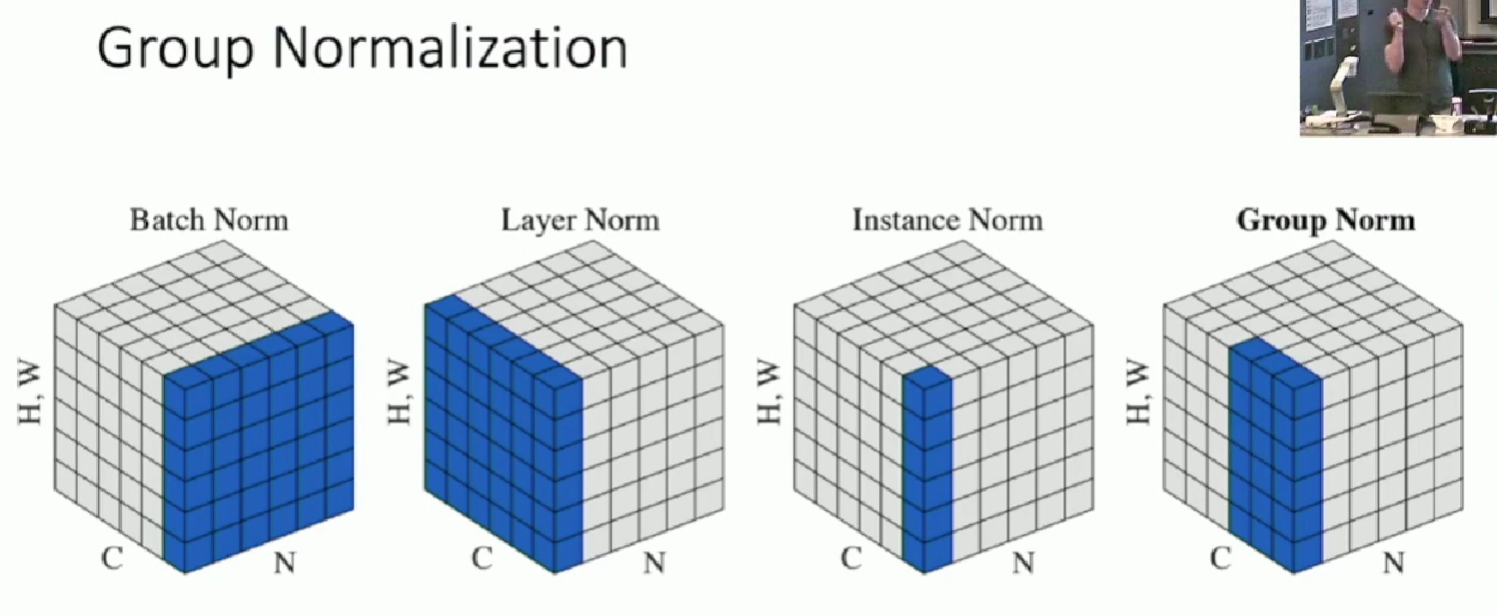 Group Normalization
Batch Norm
Layer Norm
Instance Norm
Group Norm
H, W
C
N
H, W
C
N
H, W
C
N
H, W
C
N